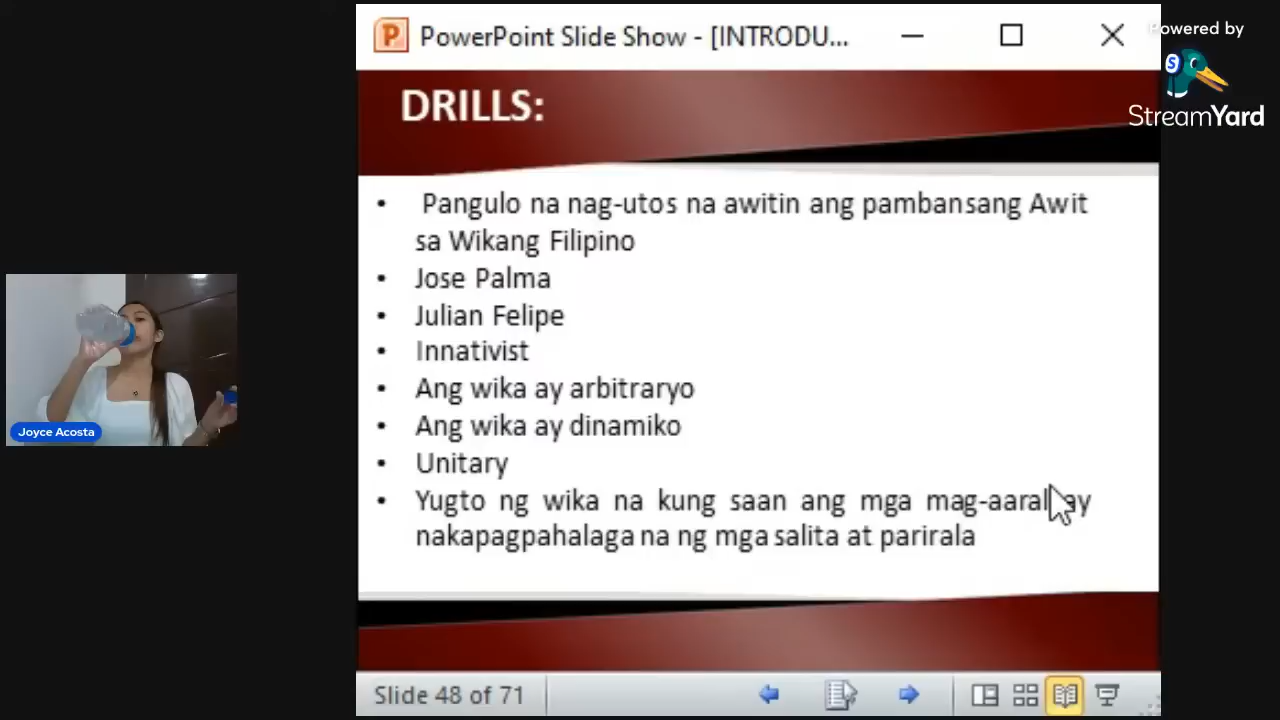 PowerPoint Slide Show - [INTRODU...
Powered by
StreamYard
DRILLS:
• Pangulo na nag-utos na awitin ang pambansang Awit
sa Wikang Filipino
• Jose Palma
• Julian Felipe
• Innativist
• Ang wika ay arbitraryo
• Ang wika ay dinamiko
• Unitary
• Yugto ng wika na kung saan ang mga mag-aaral ay
nakapagpahalaga na ng mga salita at parirala
Joyce Acosta
Slide 48 of 71